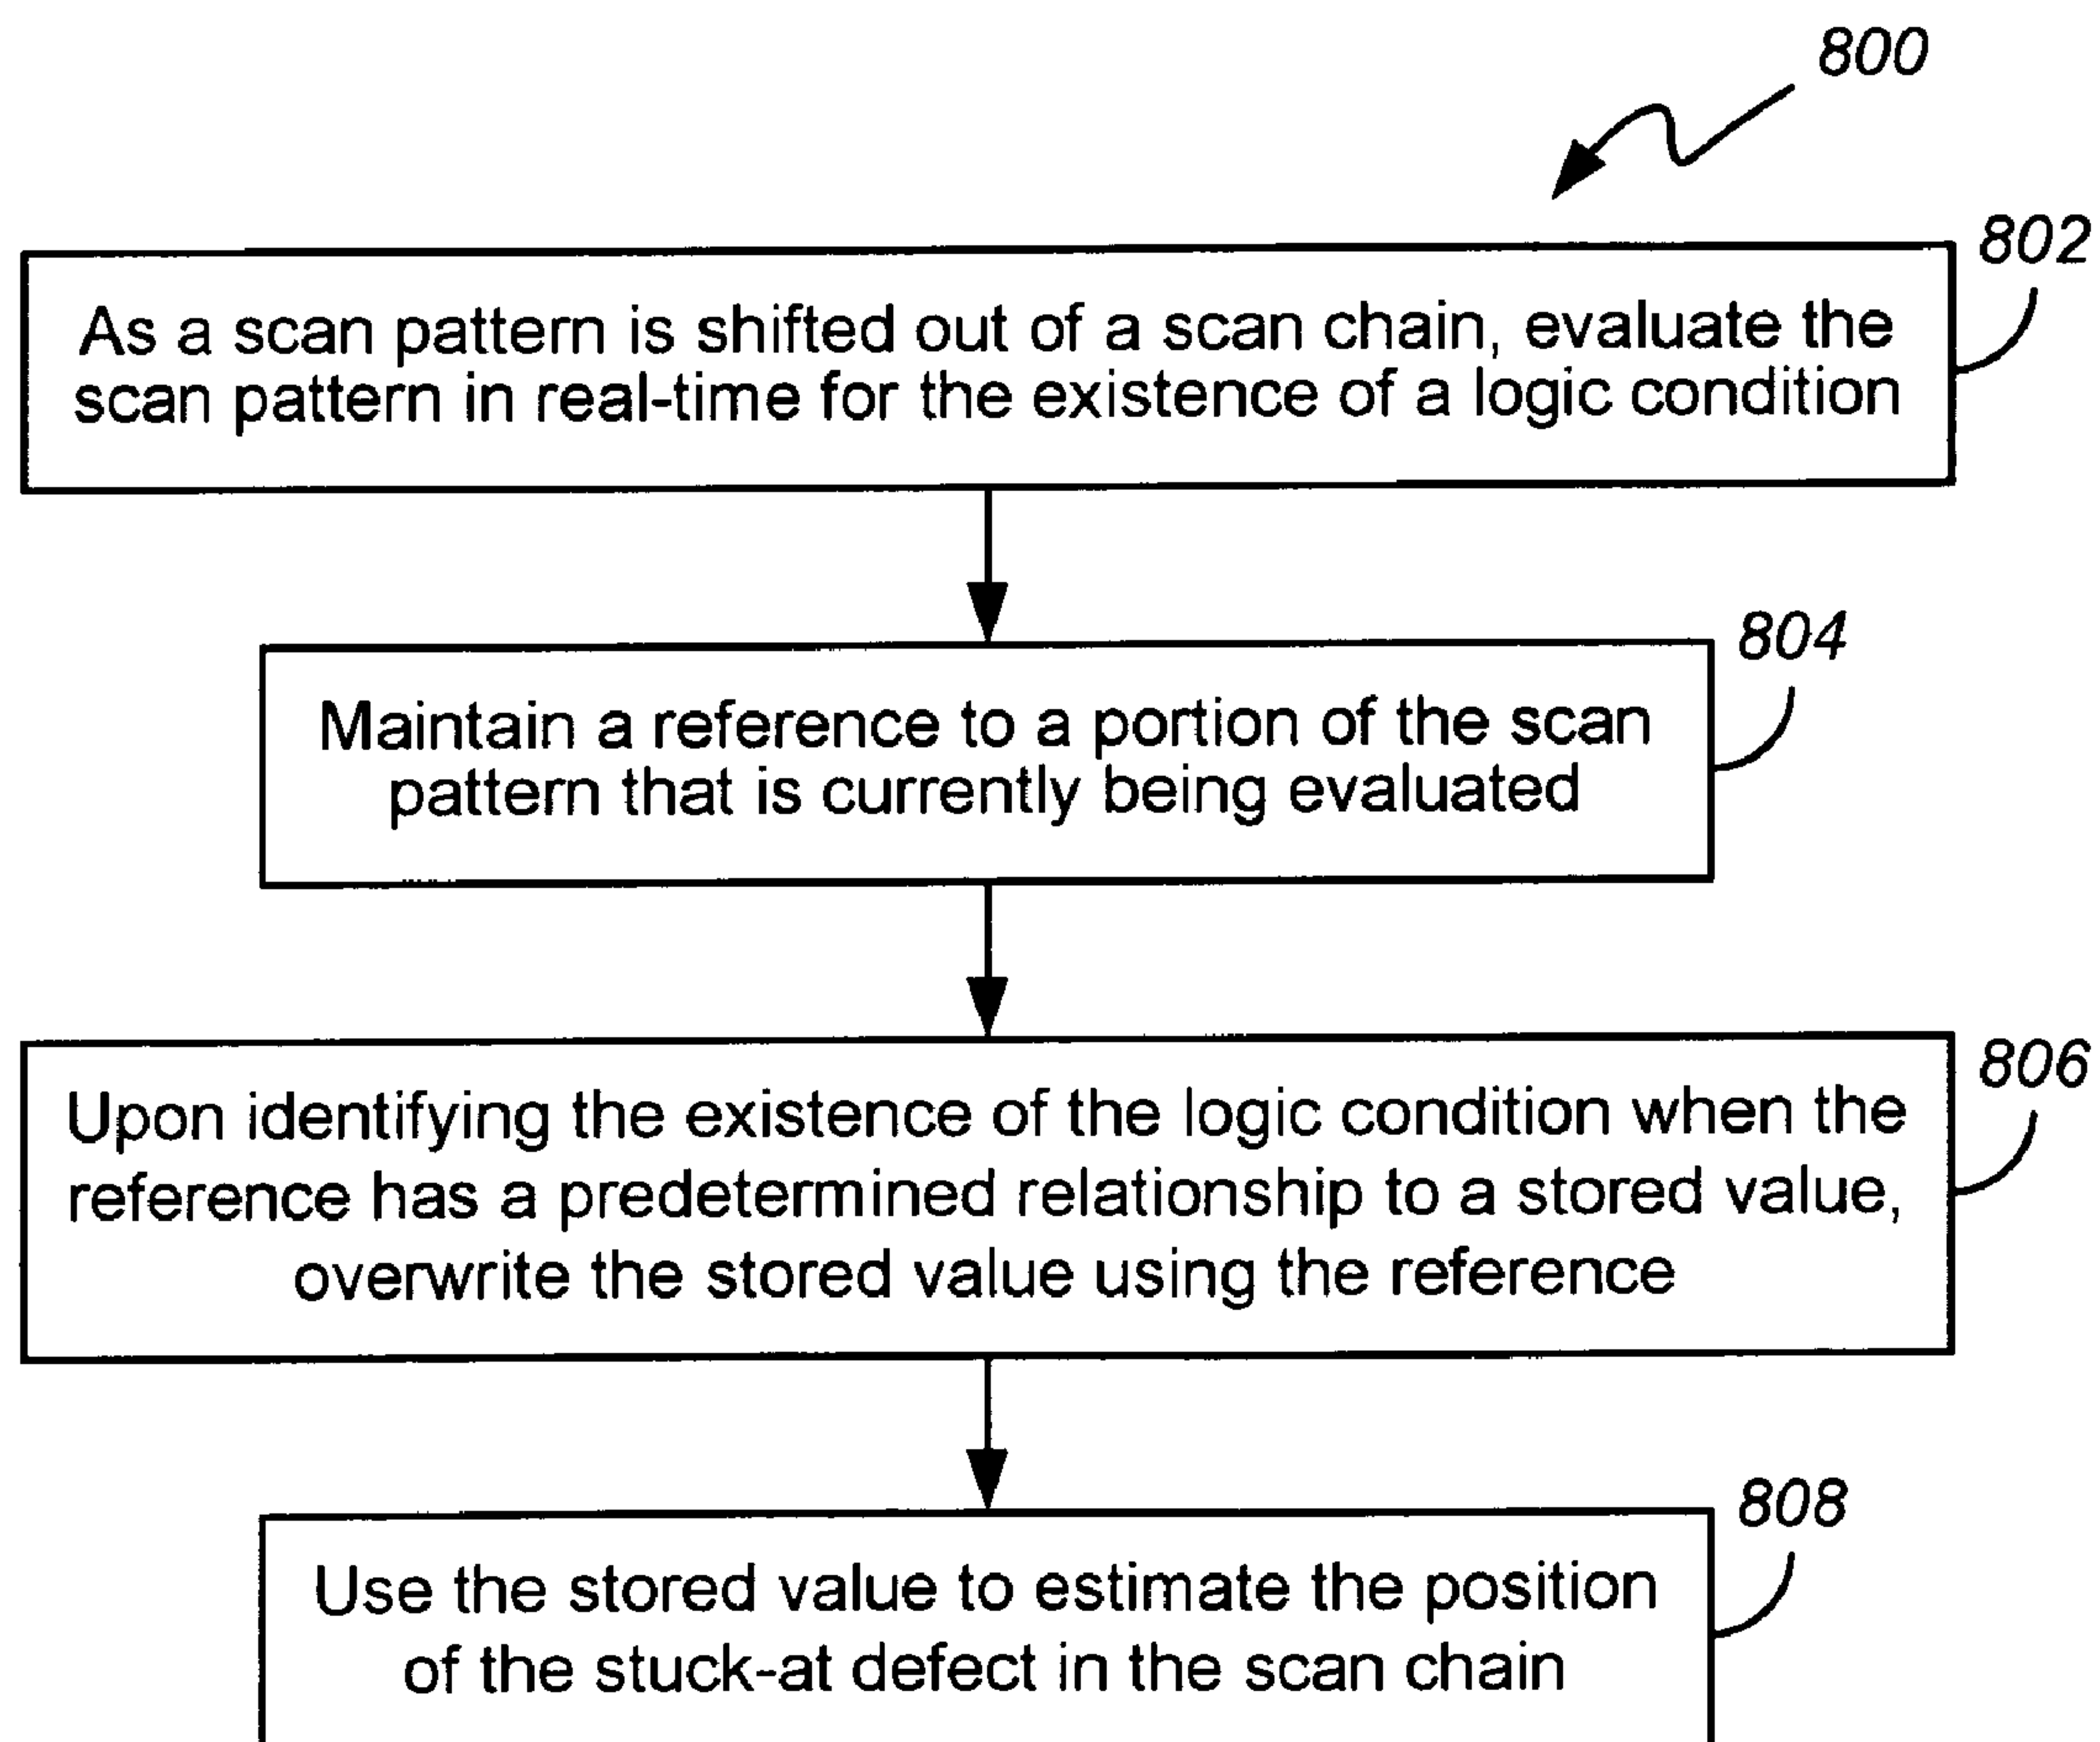 800
802
As a scan pattern is shifted out of a scan chain, evaluate the
scan pattern in real-time for the existence of a logic condition
804
Maintain a reference to a portion of the scan
pattern that is currently being evaluated
806
Upon identifying the existence of the logic condition when the
reference has a predetermined relationship to a stored value,
overwrite the stored value using the reference
808
Use the stored value to estimate the position
of the stuck-at defect in the scan chain